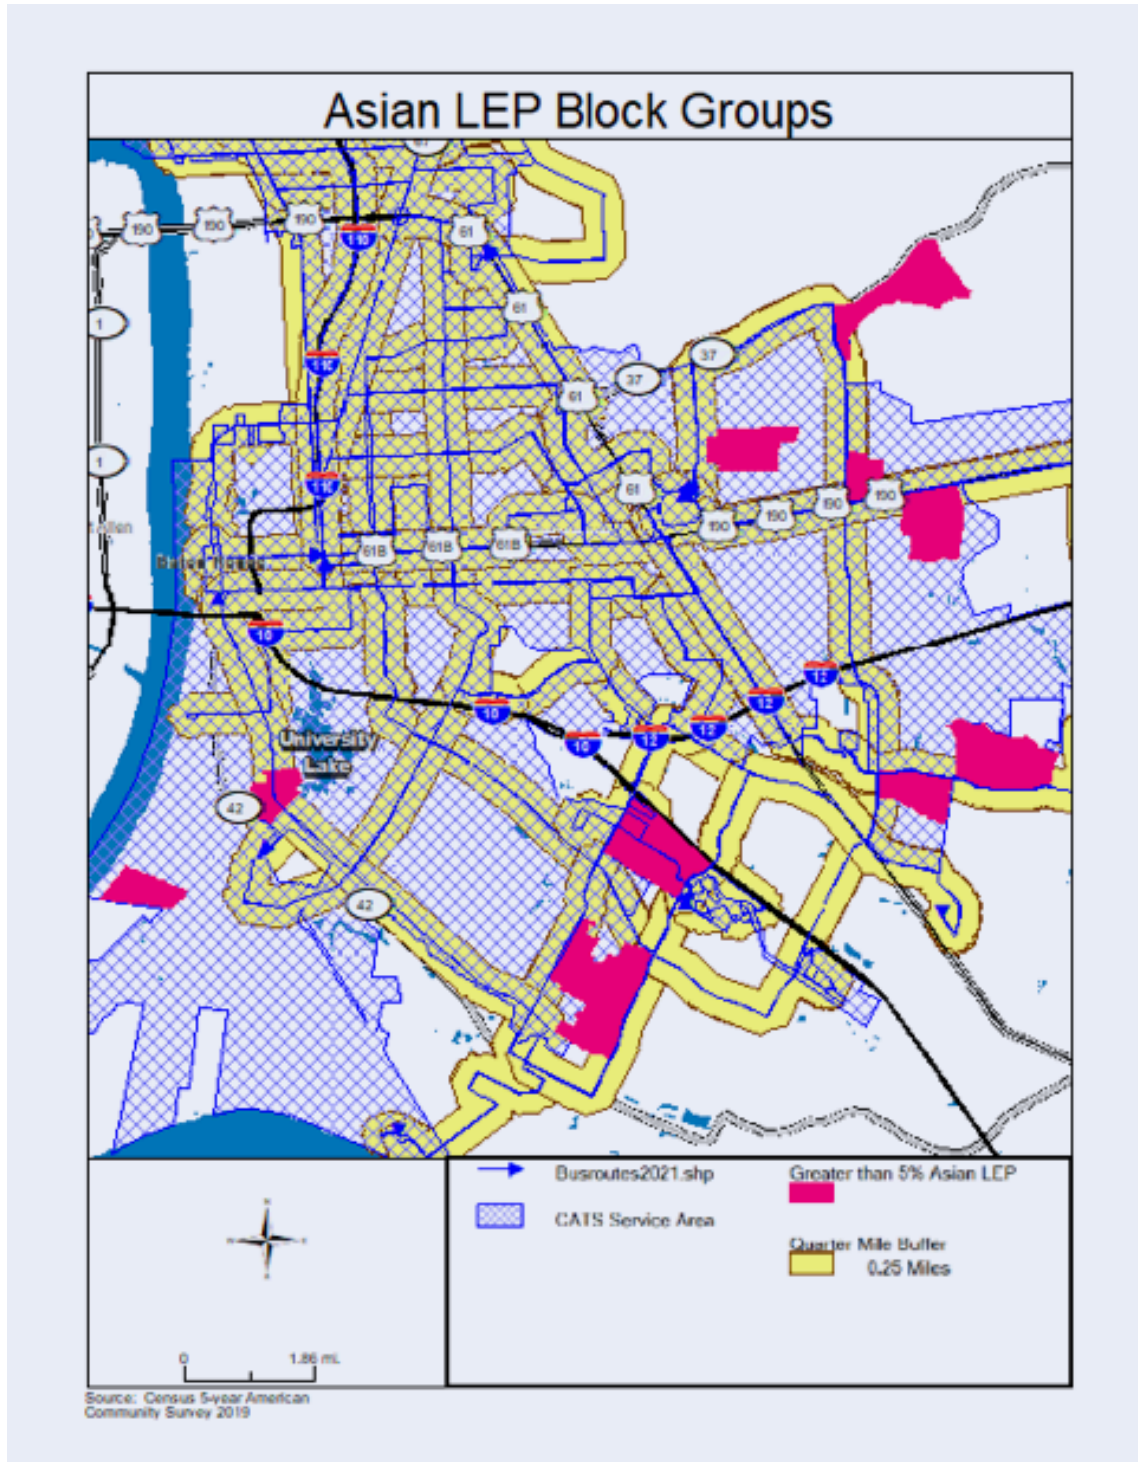 Asian LEP Block Groups
190
190
190
110
61
1
61
110
37
37
61
1
110
61
190
190
190
190
61B
61B
61B
10
12
12
12
12
10
10
University
Lake
42
42
Busroutes2021.shp
CATS Service Area
Greater than 5% Asian LEP
Quarter Mile Buffer
0.25 Miles
0
1.86 mi.
Source: Census 5-year American
Community Survey 2019